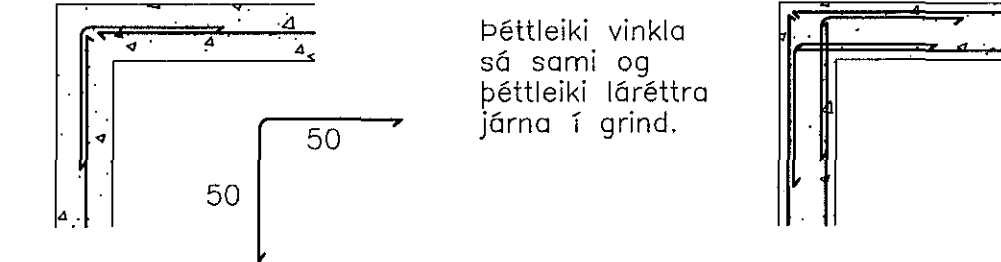 Þéttleiki vinkla
sá sami og
þéttleiki láréttra
járna í grind.
50
50